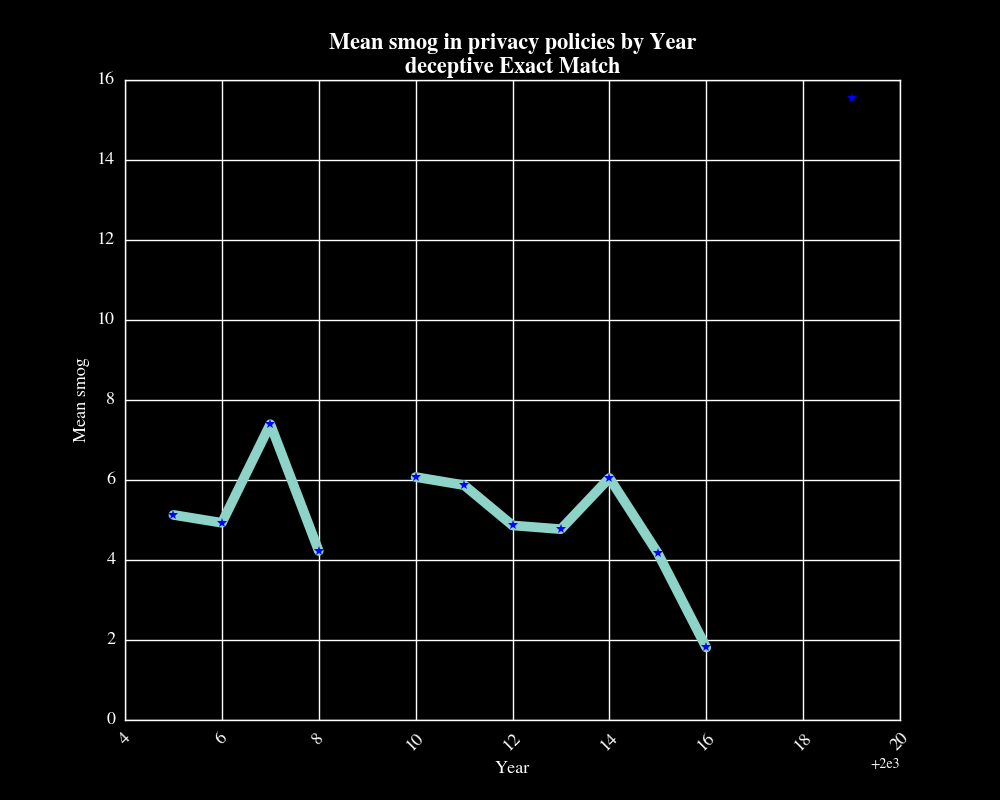 Mean smog in privacy policies by Year
deceptive Exact Match
16
14
12
10
8
6
4
2
0
Mean smog
4 6 8 10 12 14 16 18 20
Year
+2e3